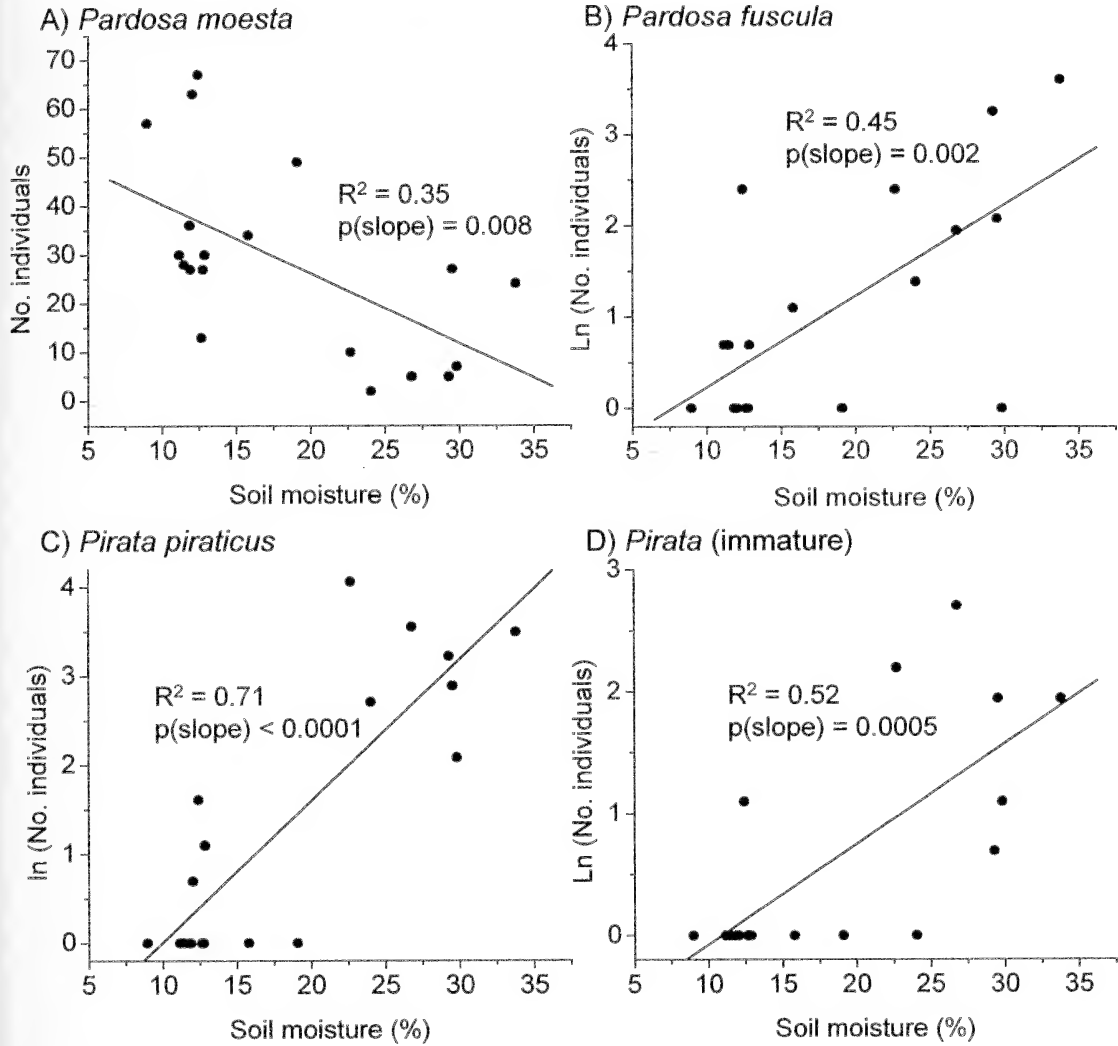 A) Pardosa moesta
70
60
50
40
30
20
10
0
No. individuals
R² = 0.35
p(slope) = 0.008
5 10 15 20 25 30 35
Soil moisture (%)
B) Pardosa fuscula
4
3
2
1
0
Ln (No. individuals)
R² = 0.45
p(slope) = 0.002
5 10 15 20 25 30 35
Soil moisture (%)
C) Pirata piraticus
4
3
2
1
0
ln (No. individuals)
R² = 0.71
p(slope) < 0.0001
5 10 15 20 25 30 35
Soil moisture (%)
D) Pirata (immature)
3
2
1
0
Ln (No. individuals)
R² = 0.52
p(slope) = 0.0005
5 10 15 20 25 30 35
Soil moisture (%)